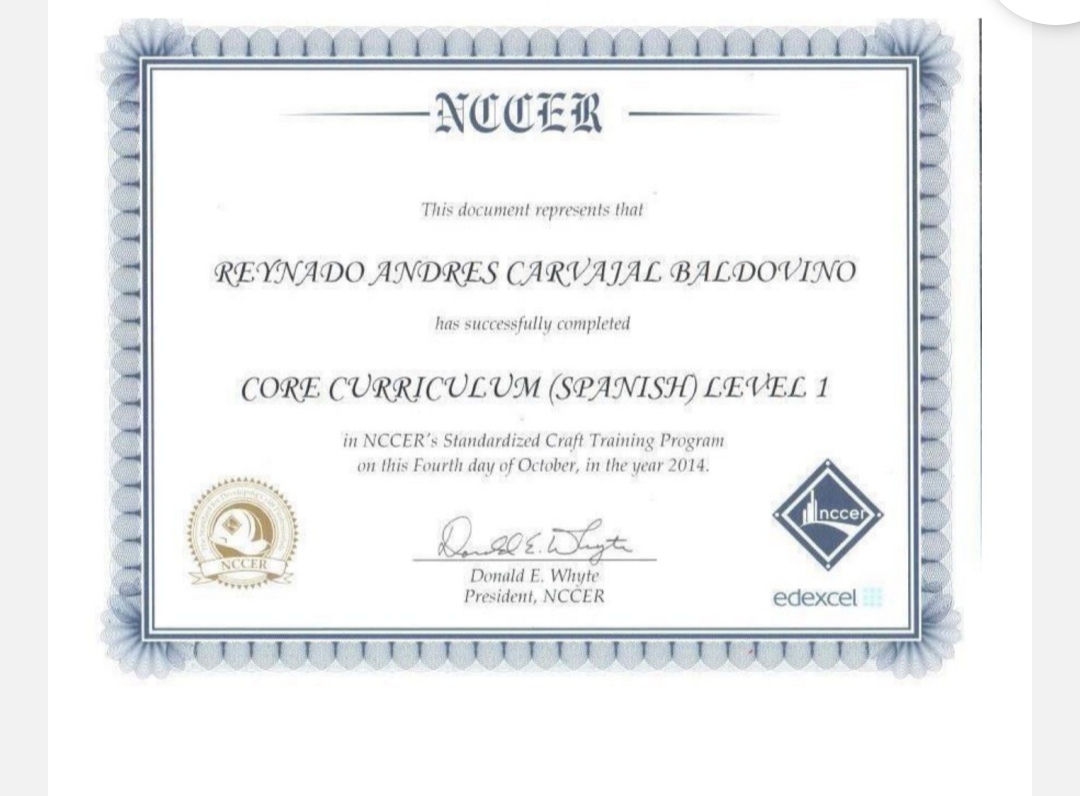 NCCER
This document represents that
REYNADO ANDRES CARVAJAL BALDOVINO
has successfully completed
CORE CURRICULUM (SPANISH) LEVEL 1
in NCCER's Standardized Craft Training Program
on this Fourth day of October, in the year 2014.
Donald E. Whyte
Donald E. Whyte
President, NCCER
NCCER
nccer
edexcel